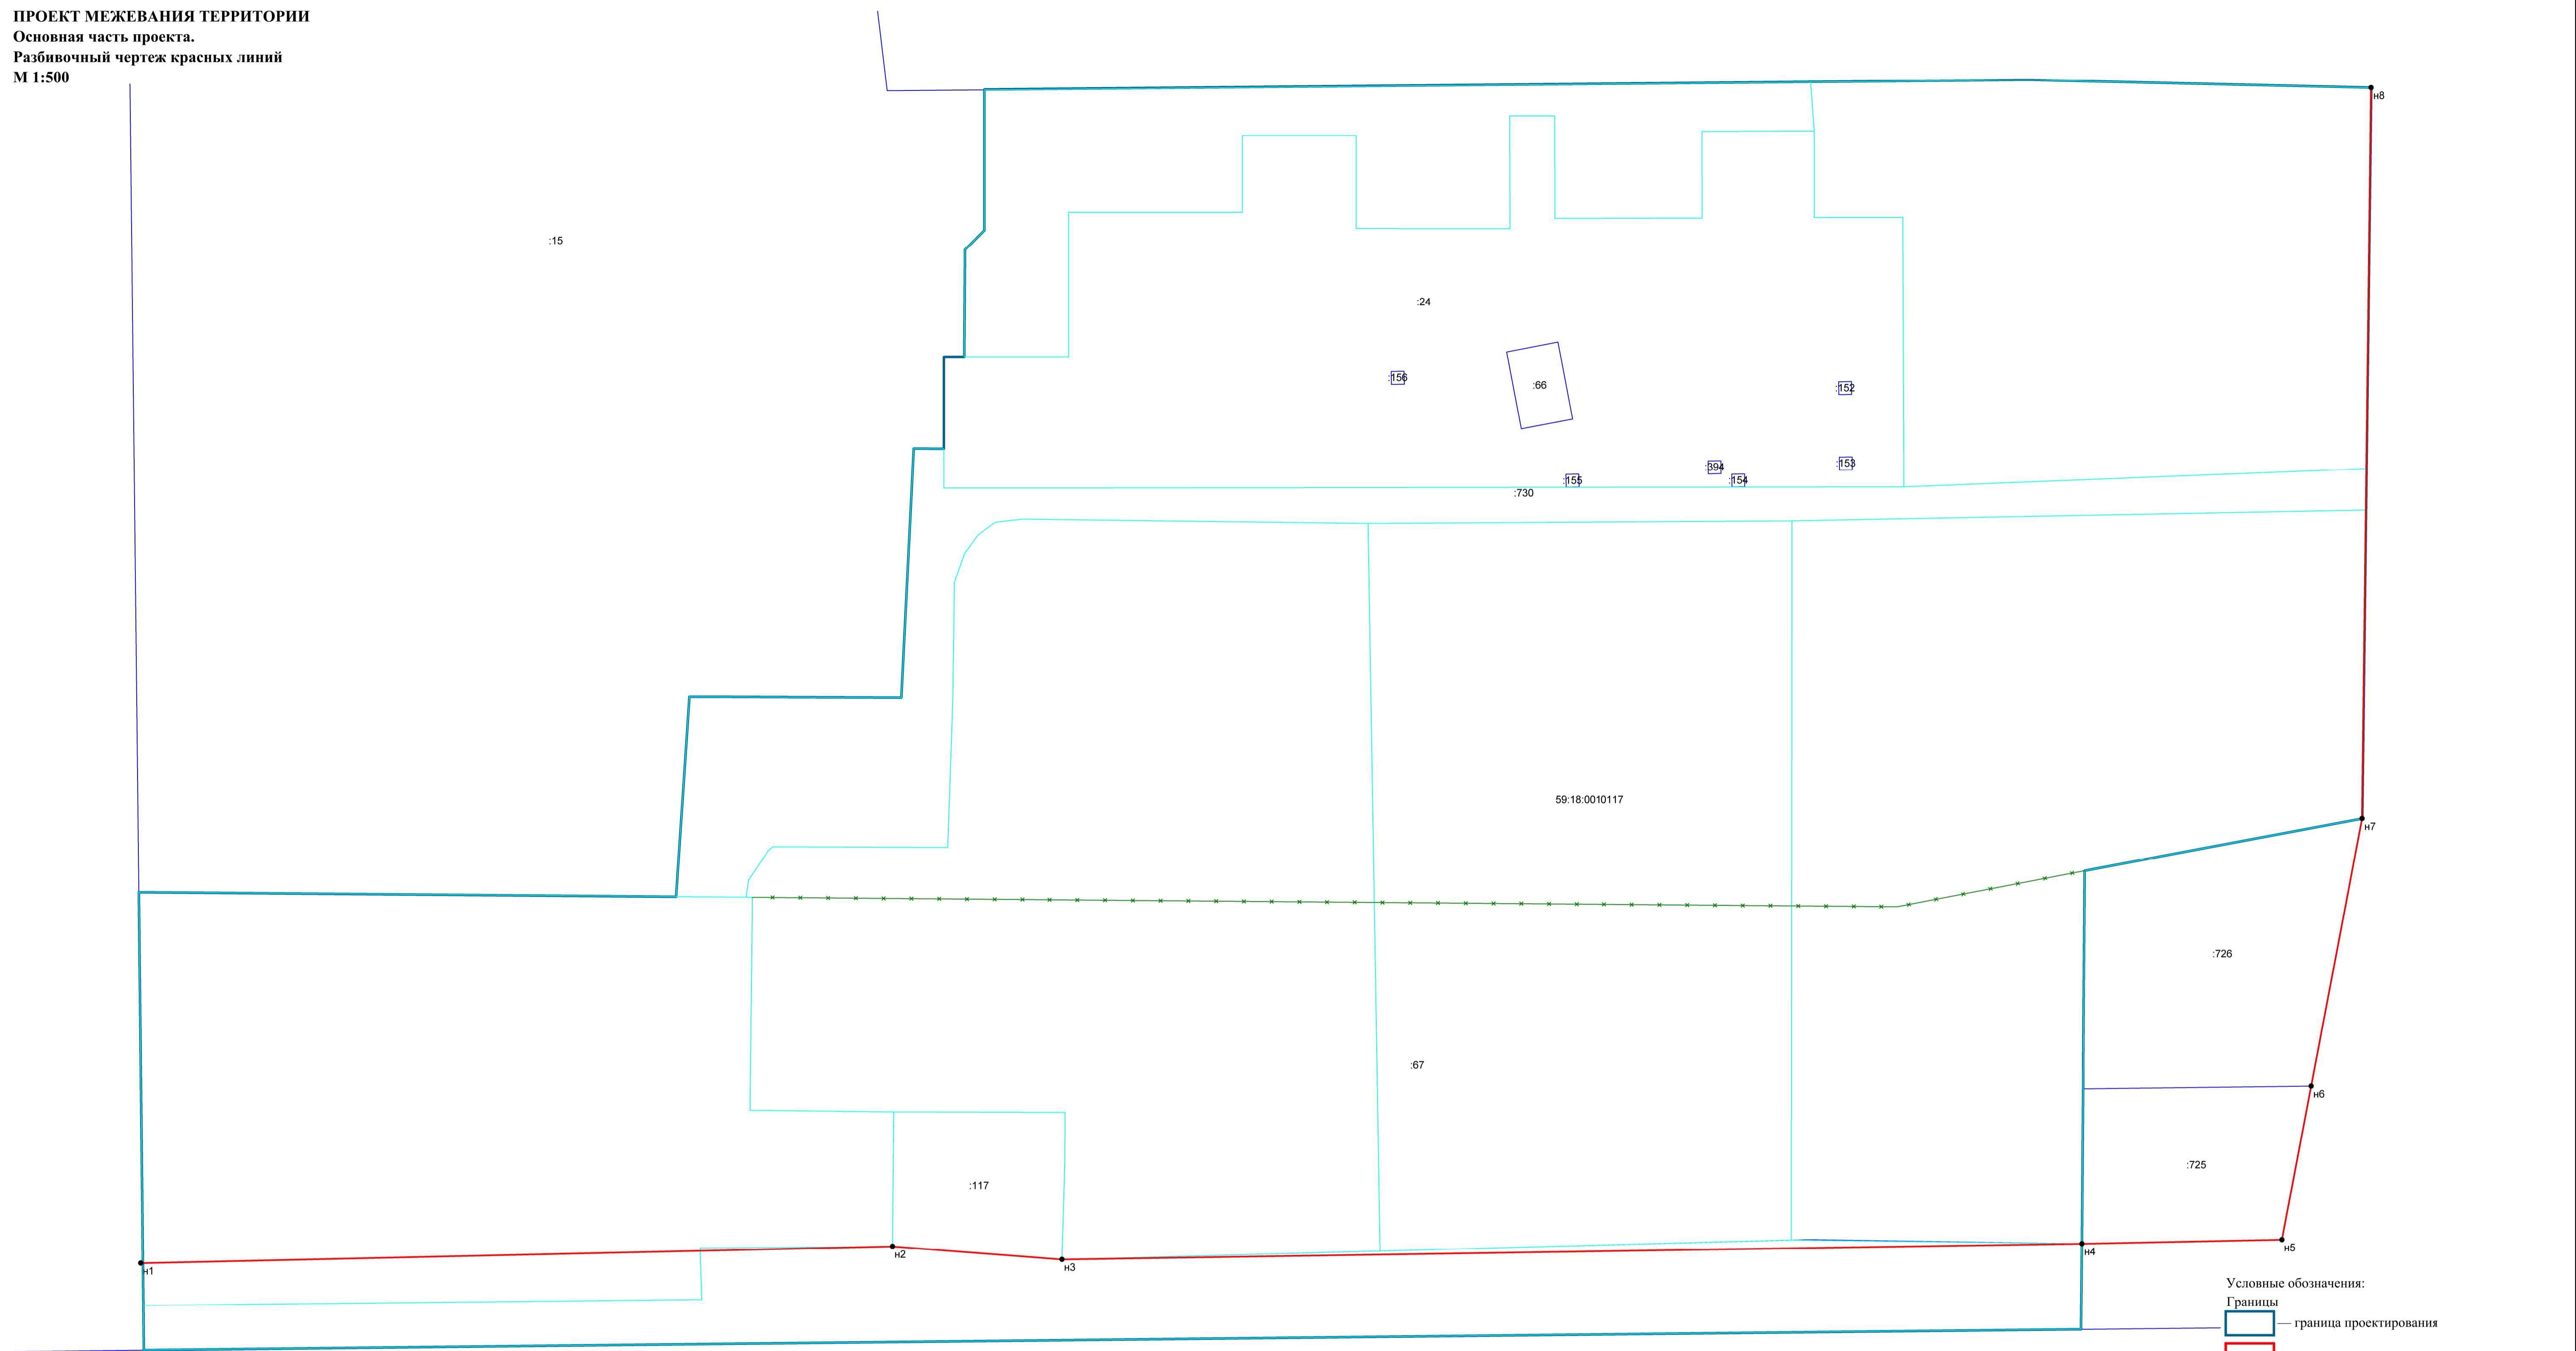 ПРОЕКТ МЕЖЕВАНИЯ ТЕРРИТОРИИ
Основная часть проекта.
Разбивочный чертеж красных линий
М 1:500
н8
:15
:24
:156
:66
:152
:394
:153
:155
:154
:730
59:18:0010117
н7
:726
:67
н6
:725
:117
н5
н4
н2
н3
н1
Условные обозначения:
Границы
— граница проектирования